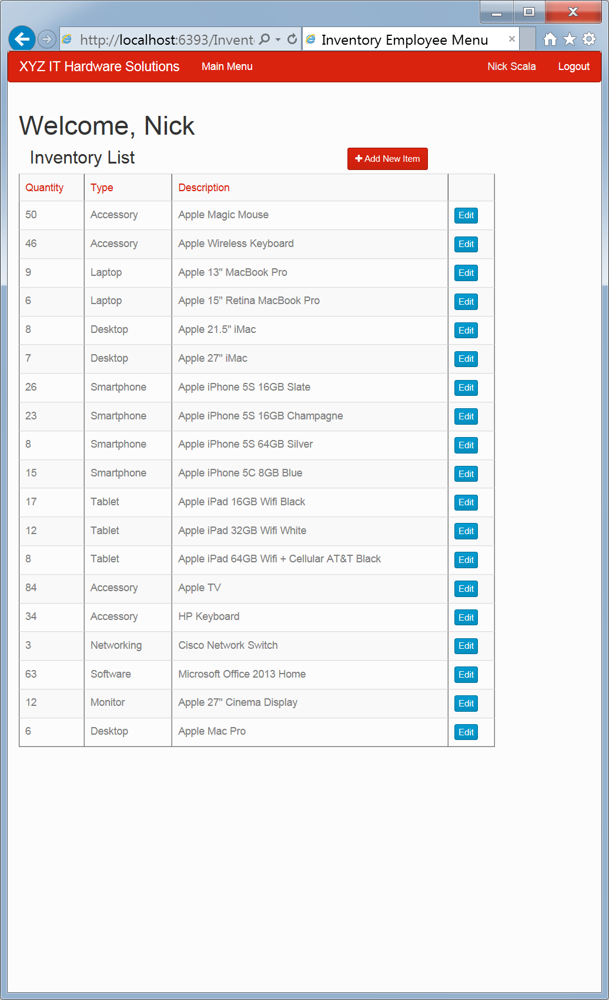 http://localhost:6393/Invent Inventory Employee Menu
XYZ IT Hardware Solutions Main Menu Nick Scala Logout
Welcome, Nick
Inventory List Add New Item
Quantity Type Description
50 Accessory Apple Magic Mouse Edit
46 Accessory Apple Wireless Keyboard Edit
9 Laptop Apple 13" MacBook Pro Edit
6 Laptop Apple 15" Retina MacBook Pro Edit
8 Desktop Apple 21.5" iMac Edit
7 Desktop Apple 27" iMac Edit
26 Smartphone Apple iPhone 5S 16GB Slate Edit
23 Smartphone Apple iPhone 5S 16GB Champagne Edit
8 Smartphone Apple iPhone 5S 64GB Silver Edit
15 Smartphone Apple iPhone 5C 8GB Blue Edit
17 Tablet Apple iPad 16GB Wifi Black Edit
12 Tablet Apple iPad 32GB Wifi White Edit
8 Tablet Apple iPad 64GB Wifi + Cellular AT&T Black Edit
84 Accessory Apple TV Edit
34 Accessory HP Keyboard Edit
3 Networking Cisco Network Switch Edit
63 Software Microsoft Office 2013 Home Edit
12 Monitor Apple 27" Cinema Display Edit
6 Desktop Apple Mac Pro Edit